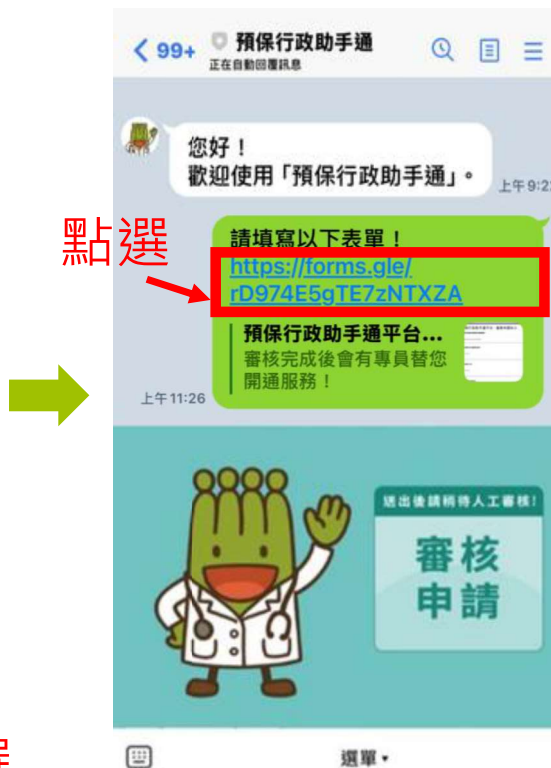 99+
預保行政助手通
正在自動回覆訊息
您好！
歡迎使用「預保行政助手通」。
上午 9:22
點選
請填寫以下表單！
https://forms.gle/
rD974E5gTE7zNTXZA
預保行政助手通平台...
審核完成後會有專員替您
開通服務！
上午 11:26
送出後請稍待人工審核！
審核
申請
選單